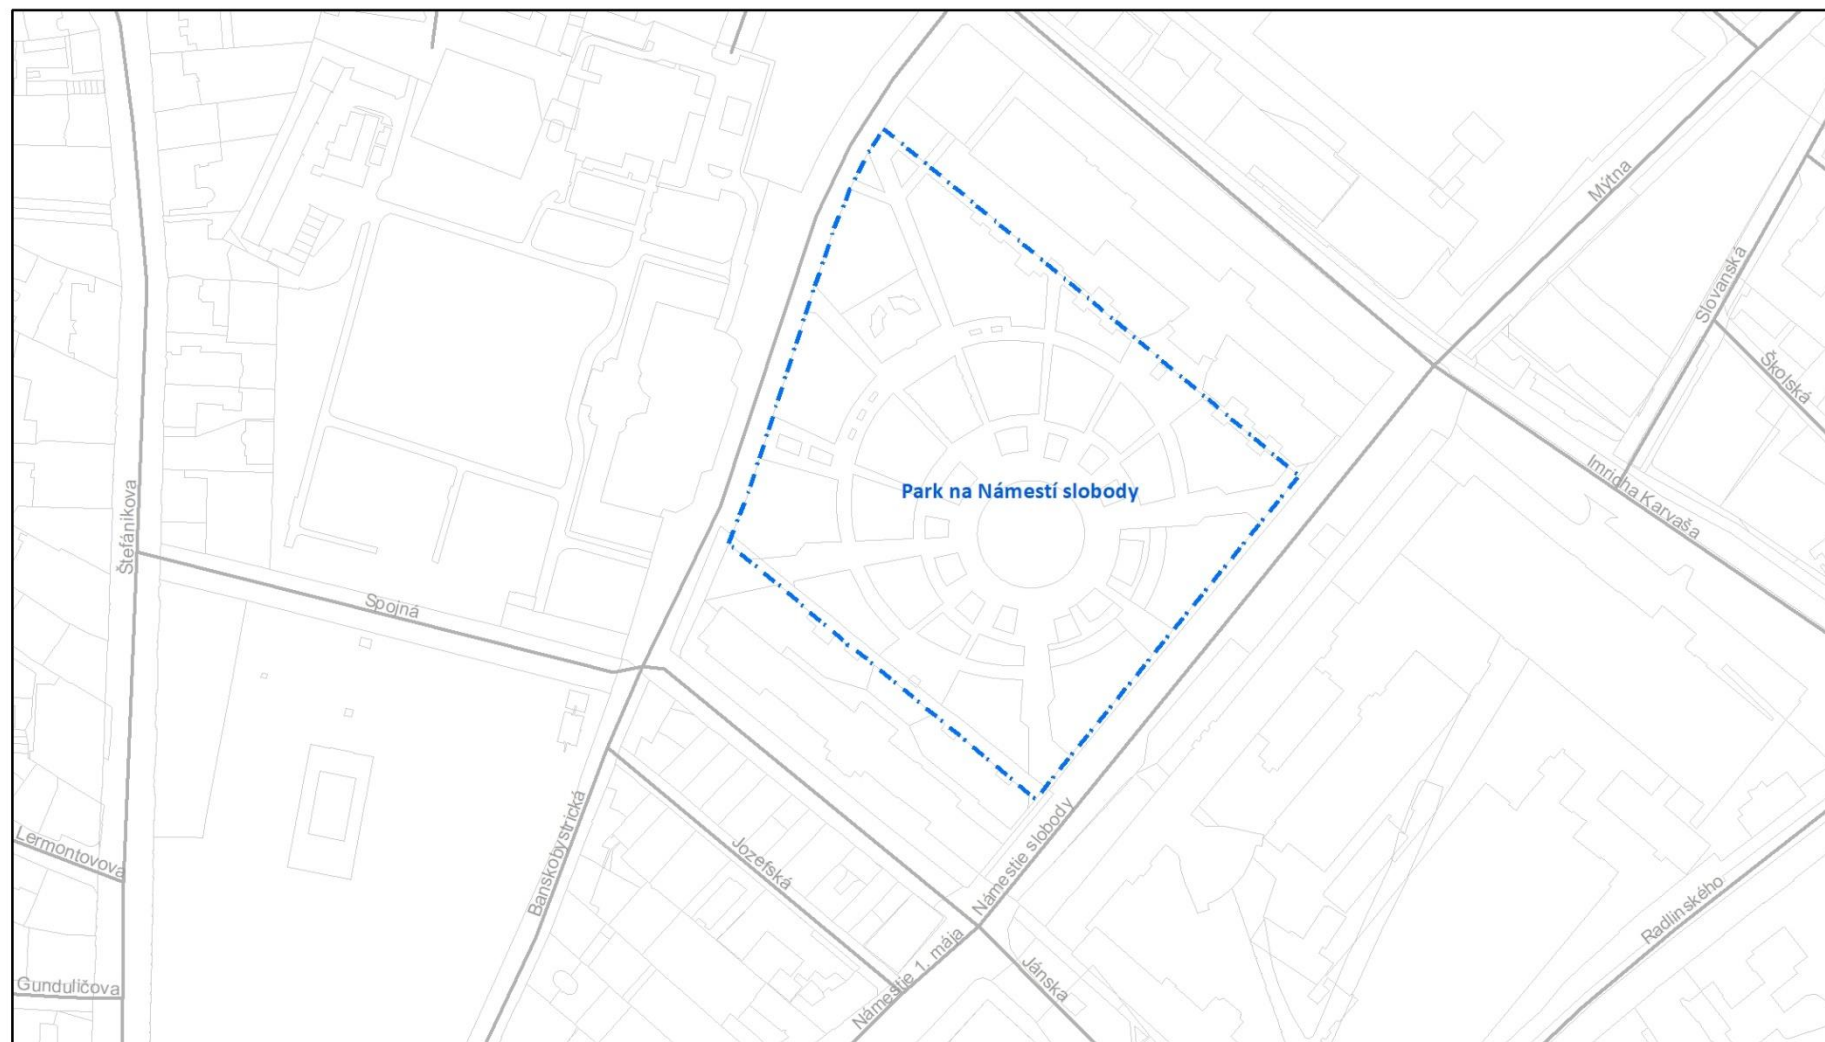 Mýtna
Slovanská
Školská
Park na Námestí slobody
Imricha Karvaša
Štefánikova
Spojná
Lermontovova
Banskobystrická
Jozefská
Námestie slobody
Radlinského
Námestie 1. mája
Jánska
Gunduličova